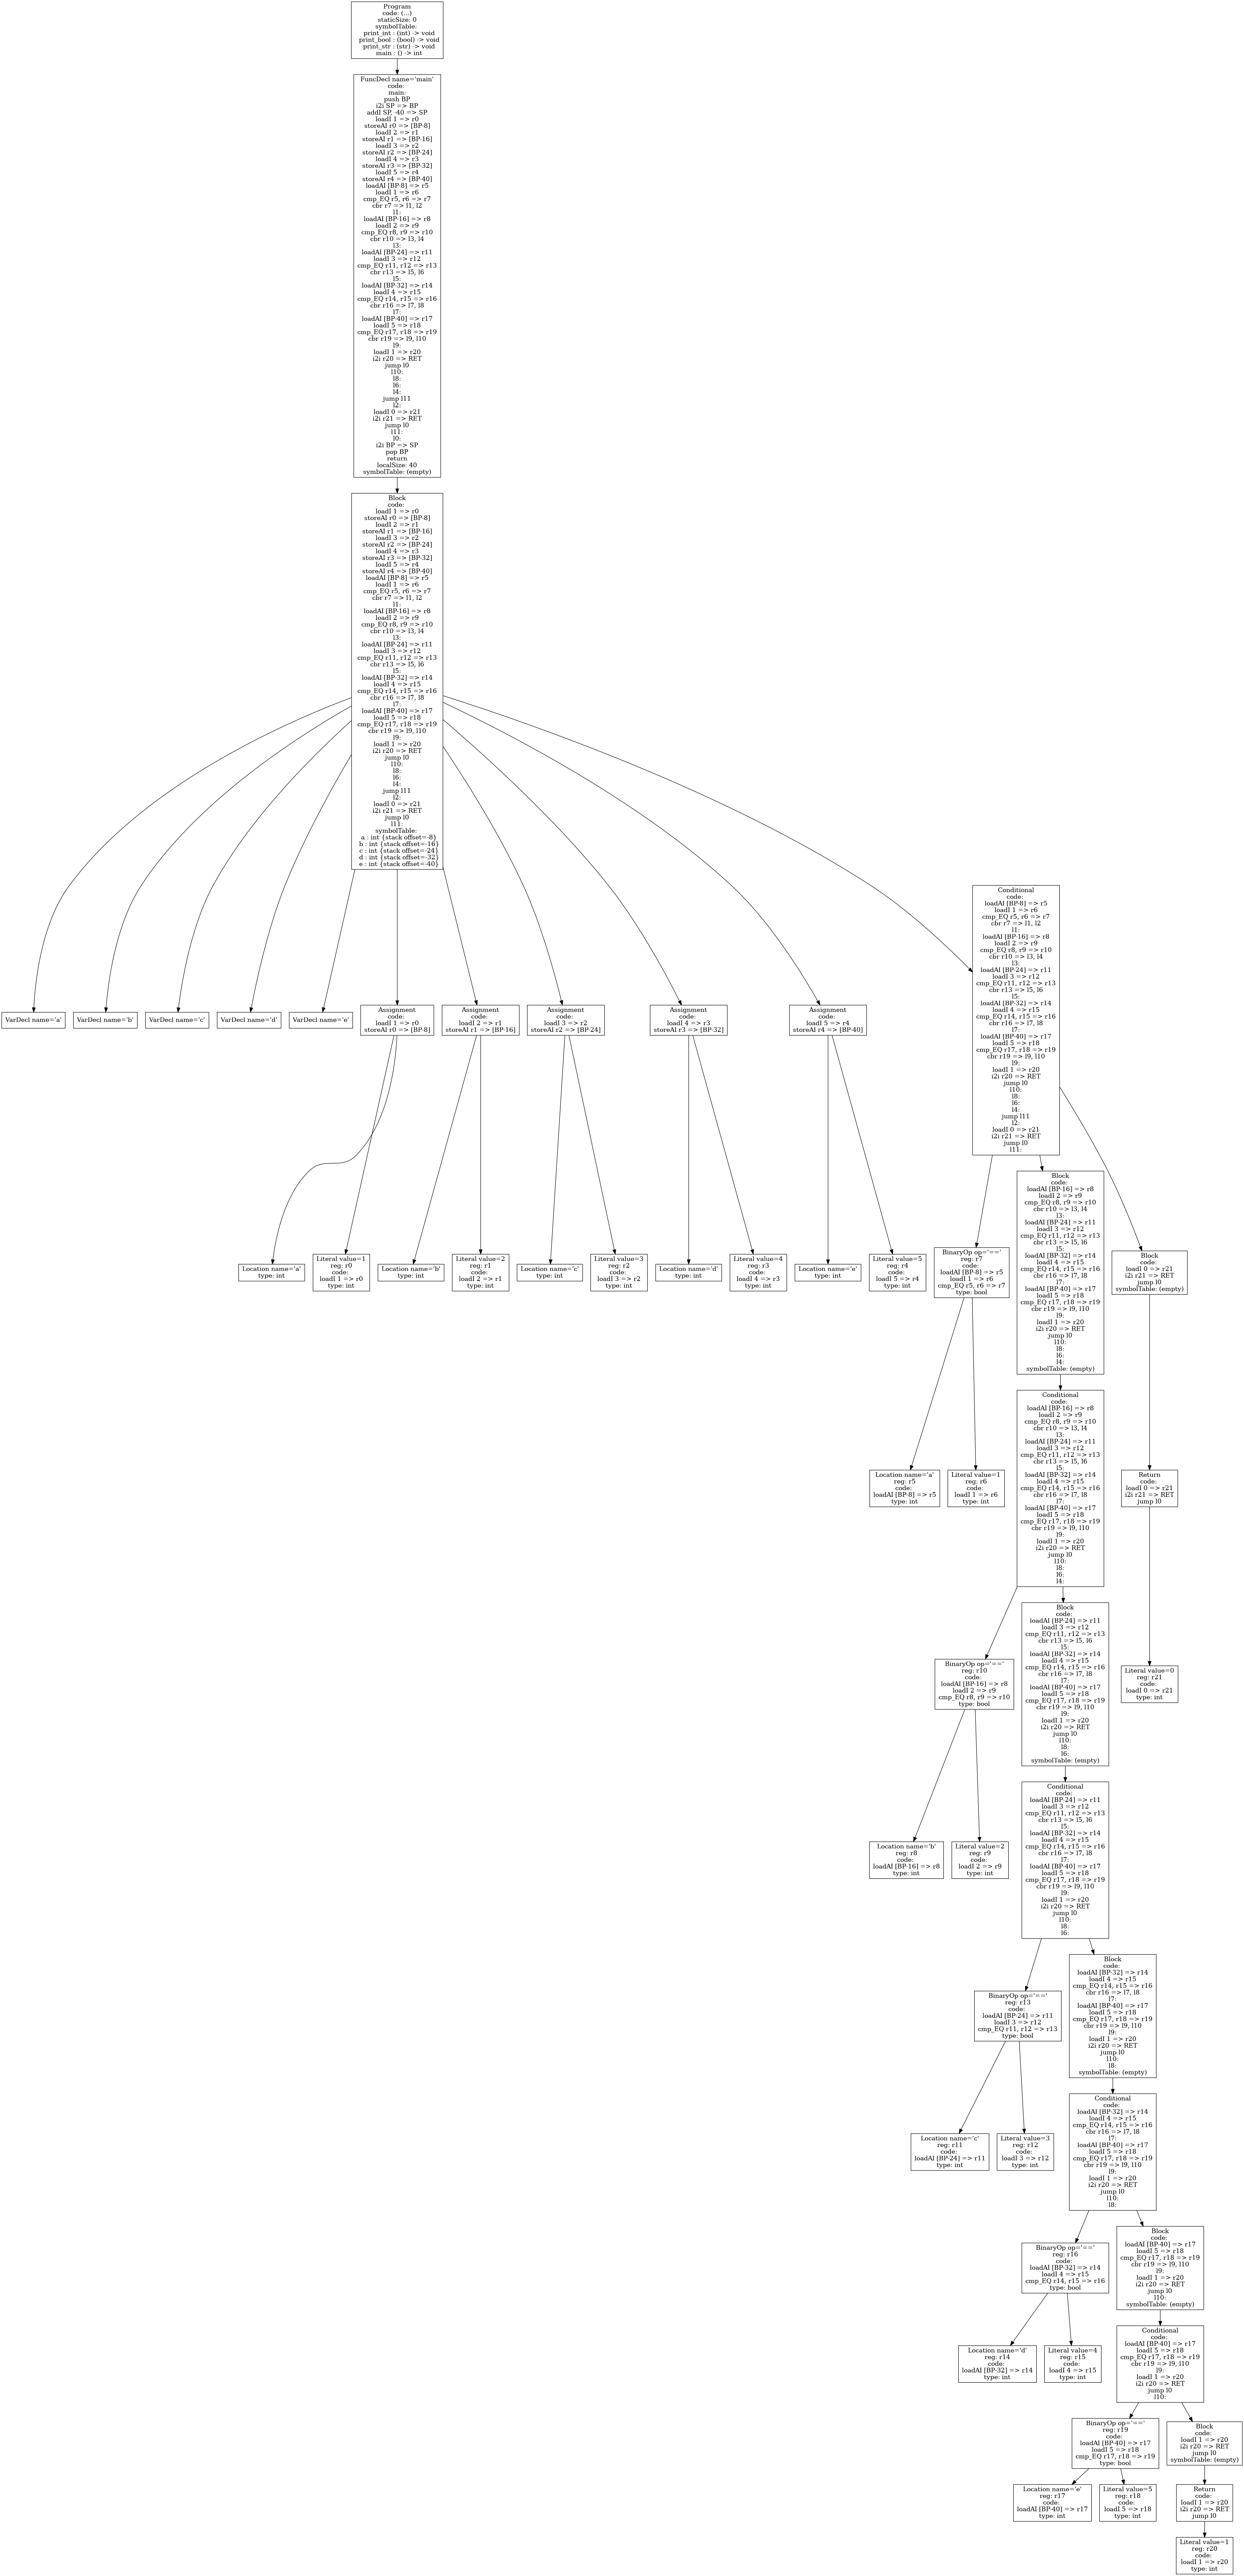 Program
code: (...)
staticSize: 0
symbolTable:
print_int : (int) -> void
print_bool : (bool) -> void
print_str : (str) -> void
main : () -> int
FuncDecl name='main'
code:
main:
push BP
i2i SP => BP
addI SP, -40 => SP
loadI 1 => r0
storeAI r0 => [BP-8]
loadI 2 => r1
storeAI r1 => [BP-16]
loadI 3 => r2
storeAI r2 => [BP-24]
loadI 4 => r3
storeAI r3 => [BP-32]
loadI 5 => r4
storeAI r4 => [BP-40]
loadAI [BP-8] => r5
loadI 1 => r6
cmp_EQ r5, r6 => r7
cbr r7 => l1, l2
l1:
loadAI [BP-16] => r8
loadI 2 => r9
cmp_EQ r8, r9 => r10
cbr r10 => l3, l4
l3:
loadAI [BP-24] => r11
loadI 3 => r12
cmp_EQ r11, r12 => r13
cbr r13 => l5, l6
l5:
loadAI [BP-32] => r14
loadI 4 => r15
cmp_EQ r14, r15 => r16
cbr r16 => l7, l8
l7:
loadAI [BP-40] => r17
loadI 5 => r18
cmp_EQ r17, r18 => r19
cbr r19 => l9, l10
l9:
loadI 1 => r20
i2i r20 => RET
jump l0
l10:
l8:
l6:
l4:
jump l11
l2:
loadI 0 => r21
i2i r21 => RET
jump l0
l11:
l0:
i2i BP => SP
pop BP
return
localSize: 40
symbolTable: (empty)
Block
code:
loadI 1 => r0
storeAI r0 => [BP-8]
loadI 2 => r1
storeAI r1 => [BP-16]
loadI 3 => r2
storeAI r2 => [BP-24]
loadI 4 => r3
storeAI r3 => [BP-32]
loadI 5 => r4
storeAI r4 => [BP-40]
loadAI [BP-8] => r5
loadI 1 => r6
cmp_EQ r5, r6 => r7
cbr r7 => l1, l2
l1:
loadAI [BP-16] => r8
loadI 2 => r9
cmp_EQ r8, r9 => r10
cbr r10 => l3, l4
l3:
loadAI [BP-24] => r11
loadI 3 => r12
cmp_EQ r11, r12 => r13
cbr r13 => l5, l6
l5:
loadAI [BP-32] => r14
loadI 4 => r15
cmp_EQ r14, r15 => r16
cbr r16 => l7, l8
l7:
loadAI [BP-40] => r17
loadI 5 => r18
cmp_EQ r17, r18 => r19
cbr r19 => l9, l10
l9:
loadI 1 => r20
i2i r20 => RET
jump l0
l10:
l8:
l6:
l4:
jump l11
l2:
loadI 0 => r21
i2i r21 => RET
jump l0
l11:
symbolTable:
a : int {stack offset=-8}
b : int {stack offset=-16}
c : int {stack offset=-24}
d : int {stack offset=-32}
e : int {stack offset=-40}
VarDecl name='a'
VarDecl name='b'
VarDecl name='c'
VarDecl name='d'
VarDecl name='e'
Assignment
code:
loadI 1 => r0
storeAI r0 => [BP-8]
Assignment
code:
loadI 2 => r1
storeAI r1 => [BP-16]
Assignment
code:
loadI 3 => r2
storeAI r2 => [BP-24]
Assignment
code:
loadI 4 => r3
storeAI r3 => [BP-32]
Assignment
code:
loadI 5 => r4
storeAI r4 => [BP-40]
Conditional
code:
loadAI [BP-8] => r5
loadI 1 => r6
cmp_EQ r5, r6 => r7
cbr r7 => l1, l2
l1:
loadAI [BP-16] => r8
loadI 2 => r9
cmp_EQ r8, r9 => r10
cbr r10 => l3, l4
l3:
loadAI [BP-24] => r11
loadI 3 => r12
cmp_EQ r11, r12 => r13
cbr r13 => l5, l6
l5:
loadAI [BP-32] => r14
loadI 4 => r15
cmp_EQ r14, r15 => r16
cbr r16 => l7, l8
l7:
loadAI [BP-40] => r17
loadI 5 => r18
cmp_EQ r17, r18 => r19
cbr r19 => l9, l10
l9:
loadI 1 => r20
i2i r20 => RET
jump l0
l10:
l8:
l6:
l4:
jump l11
l2:
loadI 0 => r21
i2i r21 => RET
jump l0
l11:
Location name='a'
type: int
Literal value=1
reg: r0
code:
loadI 1 => r0
type: int
Location name='b'
type: int
Literal value=2
reg: r1
code:
loadI 2 => r1
type: int
Location name='c'
type: int
Literal value=3
reg: r2
code:
loadI 3 => r2
type: int
Location name='d'
type: int
Literal value=4
reg: r3
code:
loadI 4 => r3
type: int
Location name='e'
type: int
Literal value=5
reg: r4
code:
loadI 5 => r4
type: int
BinaryOp op='=='
reg: r7
code:
loadAI [BP-8] => r5
loadI 1 => r6
cmp_EQ r5, r6 => r7
type: bool
Block
code:
loadAI [BP-16] => r8
loadI 2 => r9
cmp_EQ r8, r9 => r10
cbr r10 => l3, l4
l3:
loadAI [BP-24] => r11
loadI 3 => r12
cmp_EQ r11, r12 => r13
cbr r13 => l5, l6
l5:
loadAI [BP-32] => r14
loadI 4 => r15
cmp_EQ r14, r15 => r16
cbr r16 => l7, l8
l7:
loadAI [BP-40] => r17
loadI 5 => r18
cmp_EQ r17, r18 => r19
cbr r19 => l9, l10
l9:
loadI 1 => r20
i2i r20 => RET
jump l0
l10:
l8:
l6:
l4:
symbolTable: (empty)
Block
code:
loadI 0 => r21
i2i r21 => RET
jump l0
symbolTable: (empty)
Location name='a'
reg: r5
code:
loadAI [BP-8] => r5
type: int
Literal value=1
reg: r6
code:
loadI 1 => r6
type: int
Conditional
code:
loadAI [BP-16] => r8
loadI 2 => r9
cmp_EQ r8, r9 => r10
cbr r10 => l3, l4
l3:
loadAI [BP-24] => r11
loadI 3 => r12
cmp_EQ r11, r12 => r13
cbr r13 => l5, l6
l5:
loadAI [BP-32] => r14
loadI 4 => r15
cmp_EQ r14, r15 => r16
cbr r16 => l7, l8
l7:
loadAI [BP-40] => r17
loadI 5 => r18
cmp_EQ r17, r18 => r19
cbr r19 => l9, l10
l9:
loadI 1 => r20
i2i r20 => RET
jump l0
l10:
l8:
l6:
l4:
Return
code:
loadI 0 => r21
i2i r21 => RET
jump l0
BinaryOp op='=='
reg: r10
code:
loadAI [BP-16] => r8
loadI 2 => r9
cmp_EQ r8, r9 => r10
type: bool
Block
code:
loadAI [BP-24] => r11
loadI 3 => r12
cmp_EQ r11, r12 => r13
cbr r13 => l5, l6
l5:
loadAI [BP-32] => r14
loadI 4 => r15
cmp_EQ r14, r15 => r16
cbr r16 => l7, l8
l7:
loadAI [BP-40] => r17
loadI 5 => r18
cmp_EQ r17, r18 => r19
cbr r19 => l9, l10
l9:
loadI 1 => r20
i2i r20 => RET
jump l0
l10:
l8:
l6:
symbolTable: (empty)
Literal value=0
reg: r21
code:
loadI 0 => r21
type: int
Location name='b'
reg: r8
code:
loadAI [BP-16] => r8
type: int
Literal value=2
reg: r9
code:
loadI 2 => r9
type: int
Conditional
code:
loadAI [BP-24] => r11
loadI 3 => r12
cmp_EQ r11, r12 => r13
cbr r13 => l5, l6
l5:
loadAI [BP-32] => r14
loadI 4 => r15
cmp_EQ r14, r15 => r16
cbr r16 => l7, l8
l7:
loadAI [BP-40] => r17
loadI 5 => r18
cmp_EQ r17, r18 => r19
cbr r19 => l9, l10
l9:
loadI 1 => r20
i2i r20 => RET
jump l0
l10:
l8:
l6:
BinaryOp op='=='
reg: r13
code:
loadAI [BP-24] => r11
loadI 3 => r12
cmp_EQ r11, r12 => r13
type: bool
Block
code:
loadAI [BP-32] => r14
loadI 4 => r15
cmp_EQ r14, r15 => r16
cbr r16 => l7, l8
l7:
loadAI [BP-40] => r17
loadI 5 => r18
cmp_EQ r17, r18 => r19
cbr r19 => l9, l10
l9:
loadI 1 => r20
i2i r20 => RET
jump l0
l10:
l8:
symbolTable: (empty)
Location name='c'
reg: r11
code:
loadAI [BP-24] => r11
type: int
Literal value=3
reg: r12
code:
loadI 3 => r12
type: int
Conditional
code:
loadAI [BP-32] => r14
loadI 4 => r15
cmp_EQ r14, r15 => r16
cbr r16 => l7, l8
l7:
loadAI [BP-40] => r17
loadI 5 => r18
cmp_EQ r17, r18 => r19
cbr r19 => l9, l10
l9:
loadI 1 => r20
i2i r20 => RET
jump l0
l10:
l8:
BinaryOp op='=='
reg: r16
code:
loadAI [BP-32] => r14
loadI 4 => r15
cmp_EQ r14, r15 => r16
type: bool
Block
code:
loadAI [BP-40] => r17
loadI 5 => r18
cmp_EQ r17, r18 => r19
cbr r19 => l9, l10
l9:
loadI 1 => r20
i2i r20 => RET
jump l0
l10:
symbolTable: (empty)
Location name='d'
reg: r14
code:
loadAI [BP-32] => r14
type: int
Literal value=4
reg: r15
code:
loadI 4 => r15
type: int
Conditional
code:
loadAI [BP-40] => r17
loadI 5 => r18
cmp_EQ r17, r18 => r19
cbr r19 => l9, l10
l9:
loadI 1 => r20
i2i r20 => RET
jump l0
l10:
BinaryOp op='=='
reg: r19
code:
loadAI [BP-40] => r17
loadI 5 => r18
cmp_EQ r17, r18 => r19
type: bool
Block
code:
loadI 1 => r20
i2i r20 => RET
jump l0
symbolTable: (empty)
Location name='e'
reg: r17
code:
loadAI [BP-40] => r17
type: int
Literal value=5
reg: r18
code:
loadI 5 => r18
type: int
Return
code:
loadI 1 => r20
i2i r20 => RET
jump l0
Literal value=1
reg: r20
code:
loadI 1 => r20
type: int